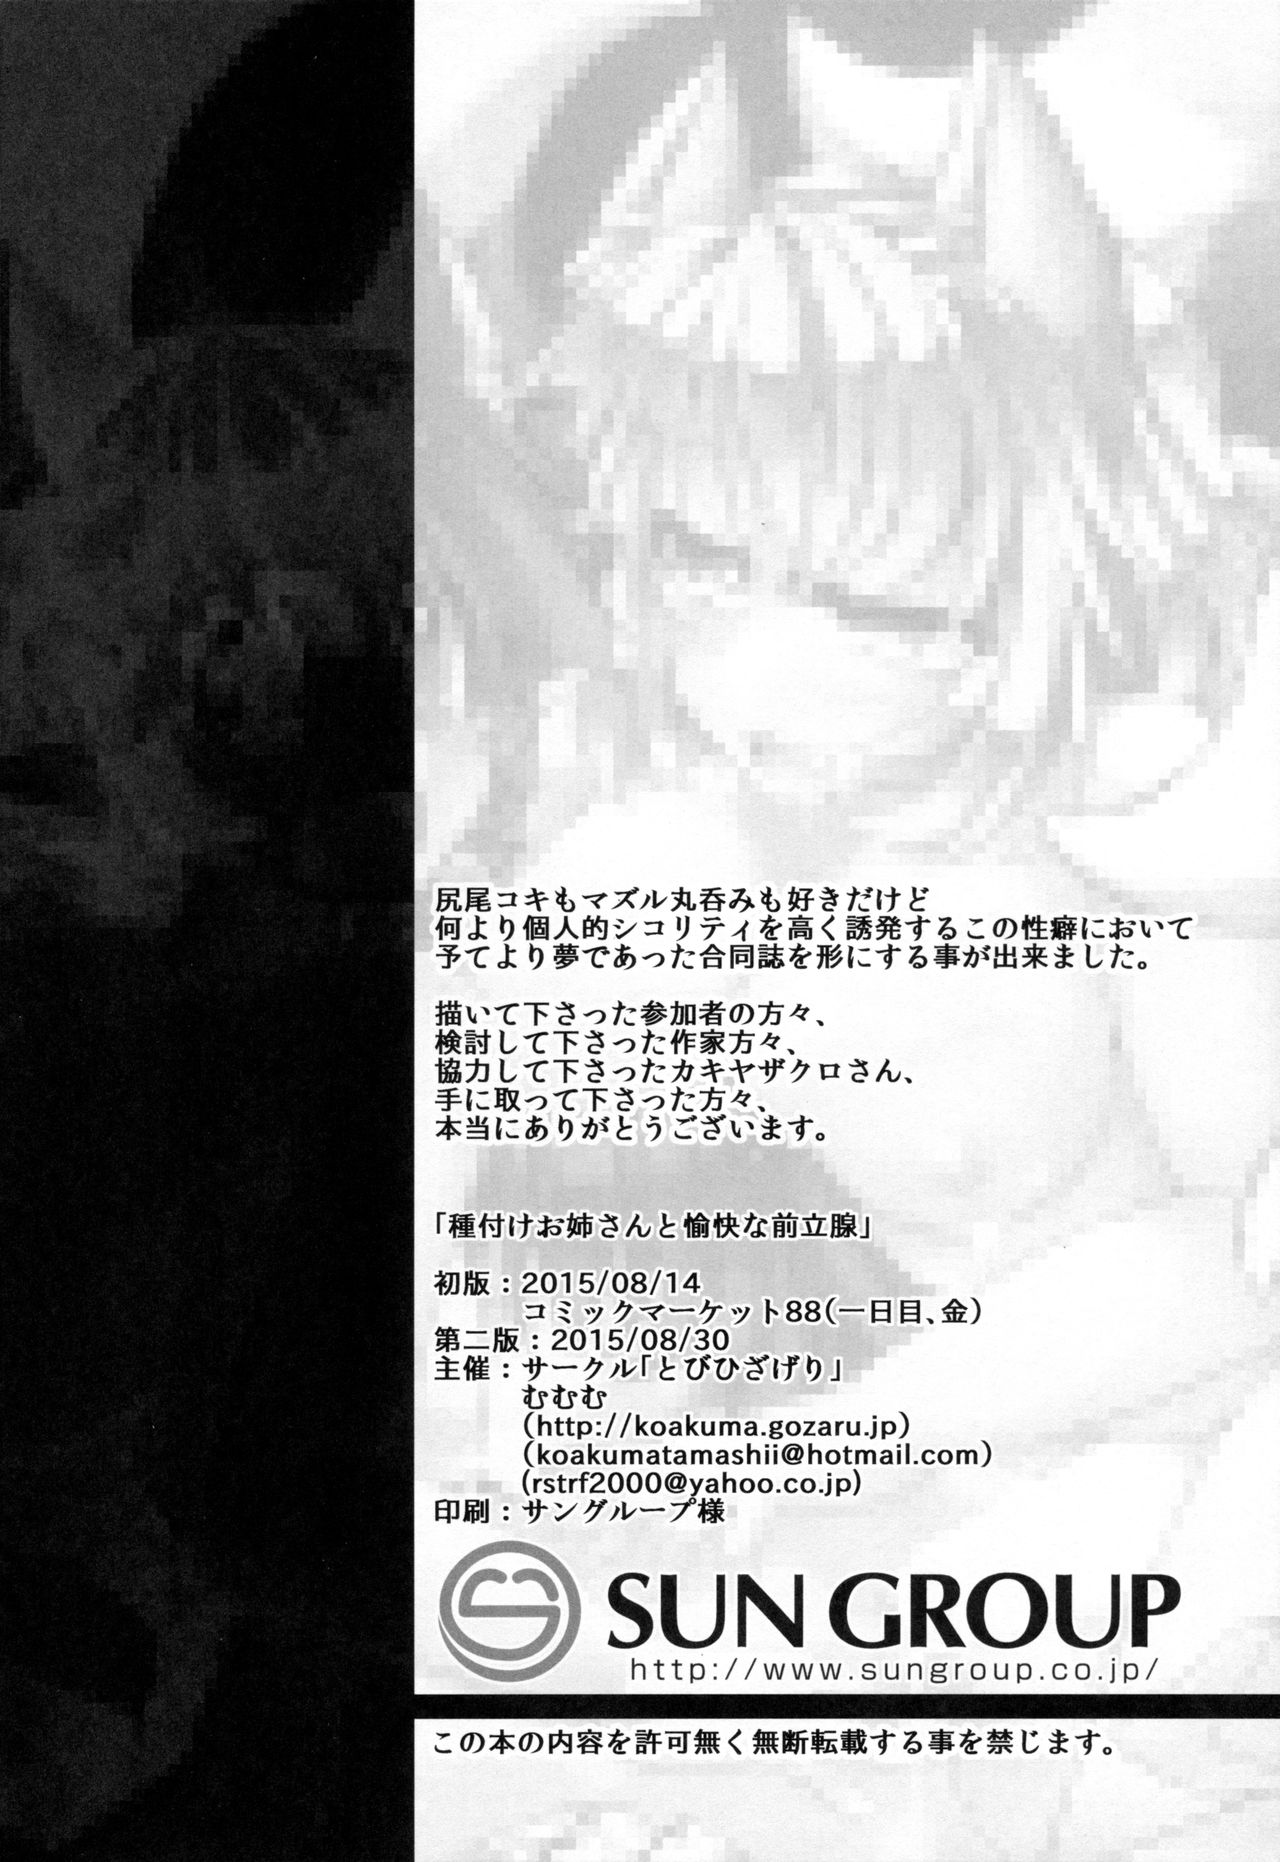 尻尾コキもマズル丸呑みも好きだけど
何より個人的シコリティを高く誘発するこの性癖において
予てより夢であった合同誌を形にする事が出来ました。
描いて下さった参加者の方々、
検討して下さった作家方々、
協力して下さったカキヤザクロさん、
手に取って下さった方々、
本当にありがとうございます。
「種付けお姉さんと愉快な前立腺」
初版：2015/08/14
コミックマーケット88(一日目、金)
第二版：2015/08/30
主催：サークル「とびひざげり」
むむむ
(http://koakuma.gozaru.jp)
(koakumatamashii@hotmail.com)
(rstrf2000@yahoo.co.jp)
印刷：サングループ様
SUN GROUP
http://www.sungroup.co.jp/
この本の内容を許可無く無断転載する事を禁じます。